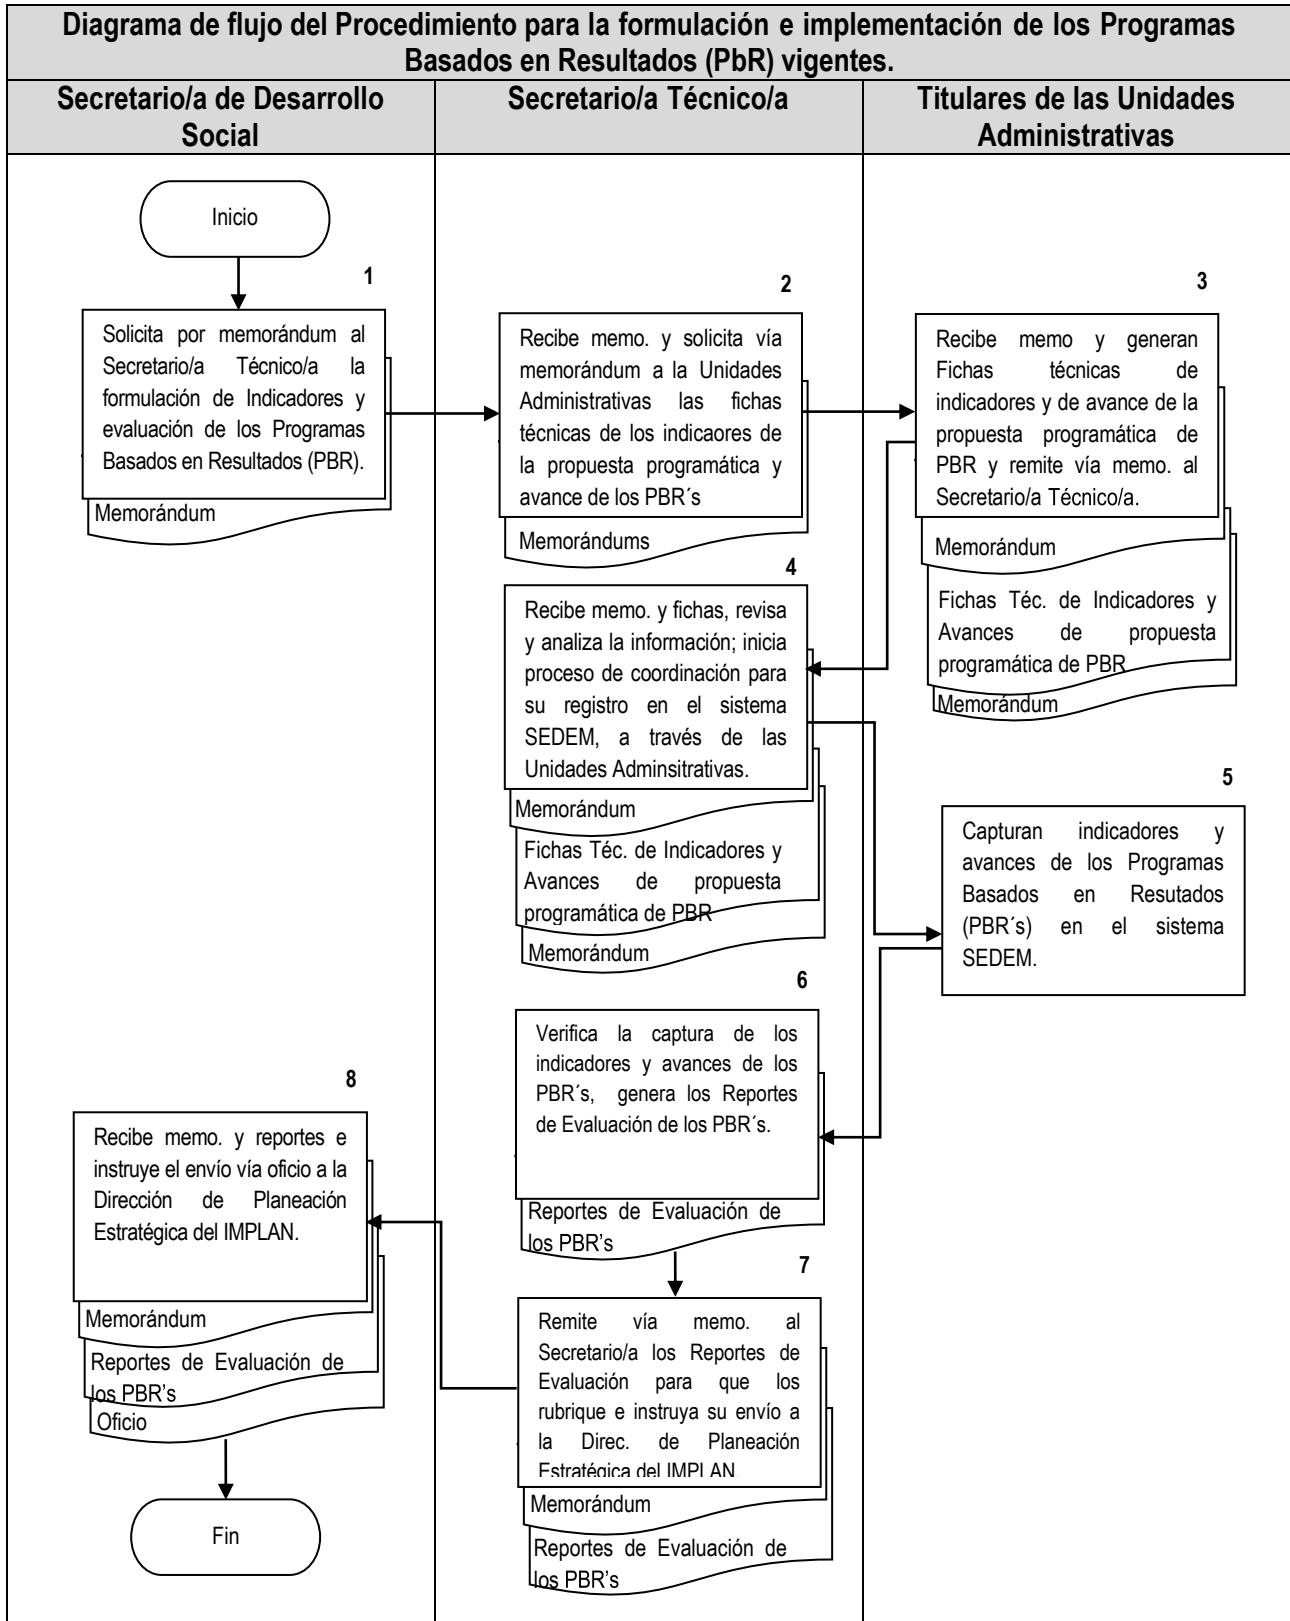 Diagrama de flujo del Procedimiento para la formulación e implementación de los Programas
Basados en Resultados (PbR) vigentes.
Secretario/a de Desarrollo
Social
Secretario/a Técnico/a
Titulares de las Unidades
Administrativas
Inicio
1
Solicita por memorándum al
Secretario/a Técnico/a la
formulación de Indicadores y
evaluación de los Programas
Basados en Resultados (PBR).
Memorándum
2
Recibe memo. y solicita vía
memorándum a la Unidades
Administrativas las fichas
técnicas de los indicaores de
la propuesta programática y
avance de los PBR´s
Memorándums
3
Recibe memo y generan
Fichas técnicas de
indicadores y de avance de la
propuesta programática de
PBR y remite vía memo. al
Secretario/a Técnico/a.
Memorándum
Fichas Téc. de Indicadores y
Avances de propuesta
programática de PBR
Memorándum
4
Recibe memo. y fichas, revisa
y analiza la información; inicia
proceso de coordinación para
su registro en el sistema
SEDEM, a través de las
Unidades Adminsitrativas.
Memorándum
Fichas Téc. de Indicadores y
Avances de propuesta
programática de PBR
Memorándum
5
Capturan indicadores y
avances de los Programas
Basados en Resutados
(PBR´s) en el sistema
SEDEM.
6
Verifica la captura de los
indicadores y avances de los
PBR´s, genera los Reportes
de Evaluación de los PBR´s.
Reportes de Evaluación de
los PBR's
7
Remite vía memo. al
Secretario/a los Reportes de
Evaluación para que los
rubrique e instruya su envío a
la Direc. de Planeación
Estratégica del IMPLAN
Memorándum
Reportes de Evaluación de
los PBR's
8
Recibe memo. y reportes e
instruye el envío vía oficio a la
Dirección de Planeación
Estratégica del IMPLAN.
Memorándum
Reportes de Evaluación de
los PBR's
Oficio
Fin